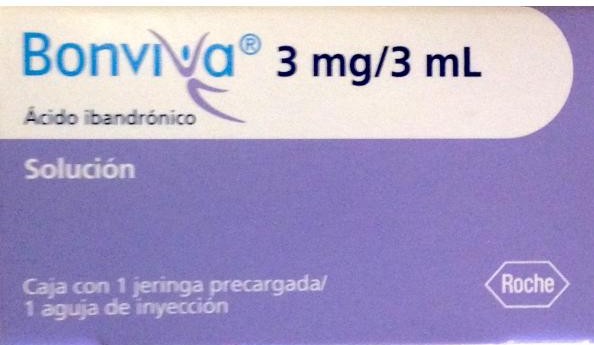 Bonviva® 3 mg/3 mL
Ácido ibandrónico
Solución
Caja con 1 jeringa precargada/
1 aguja de inyección
Roche